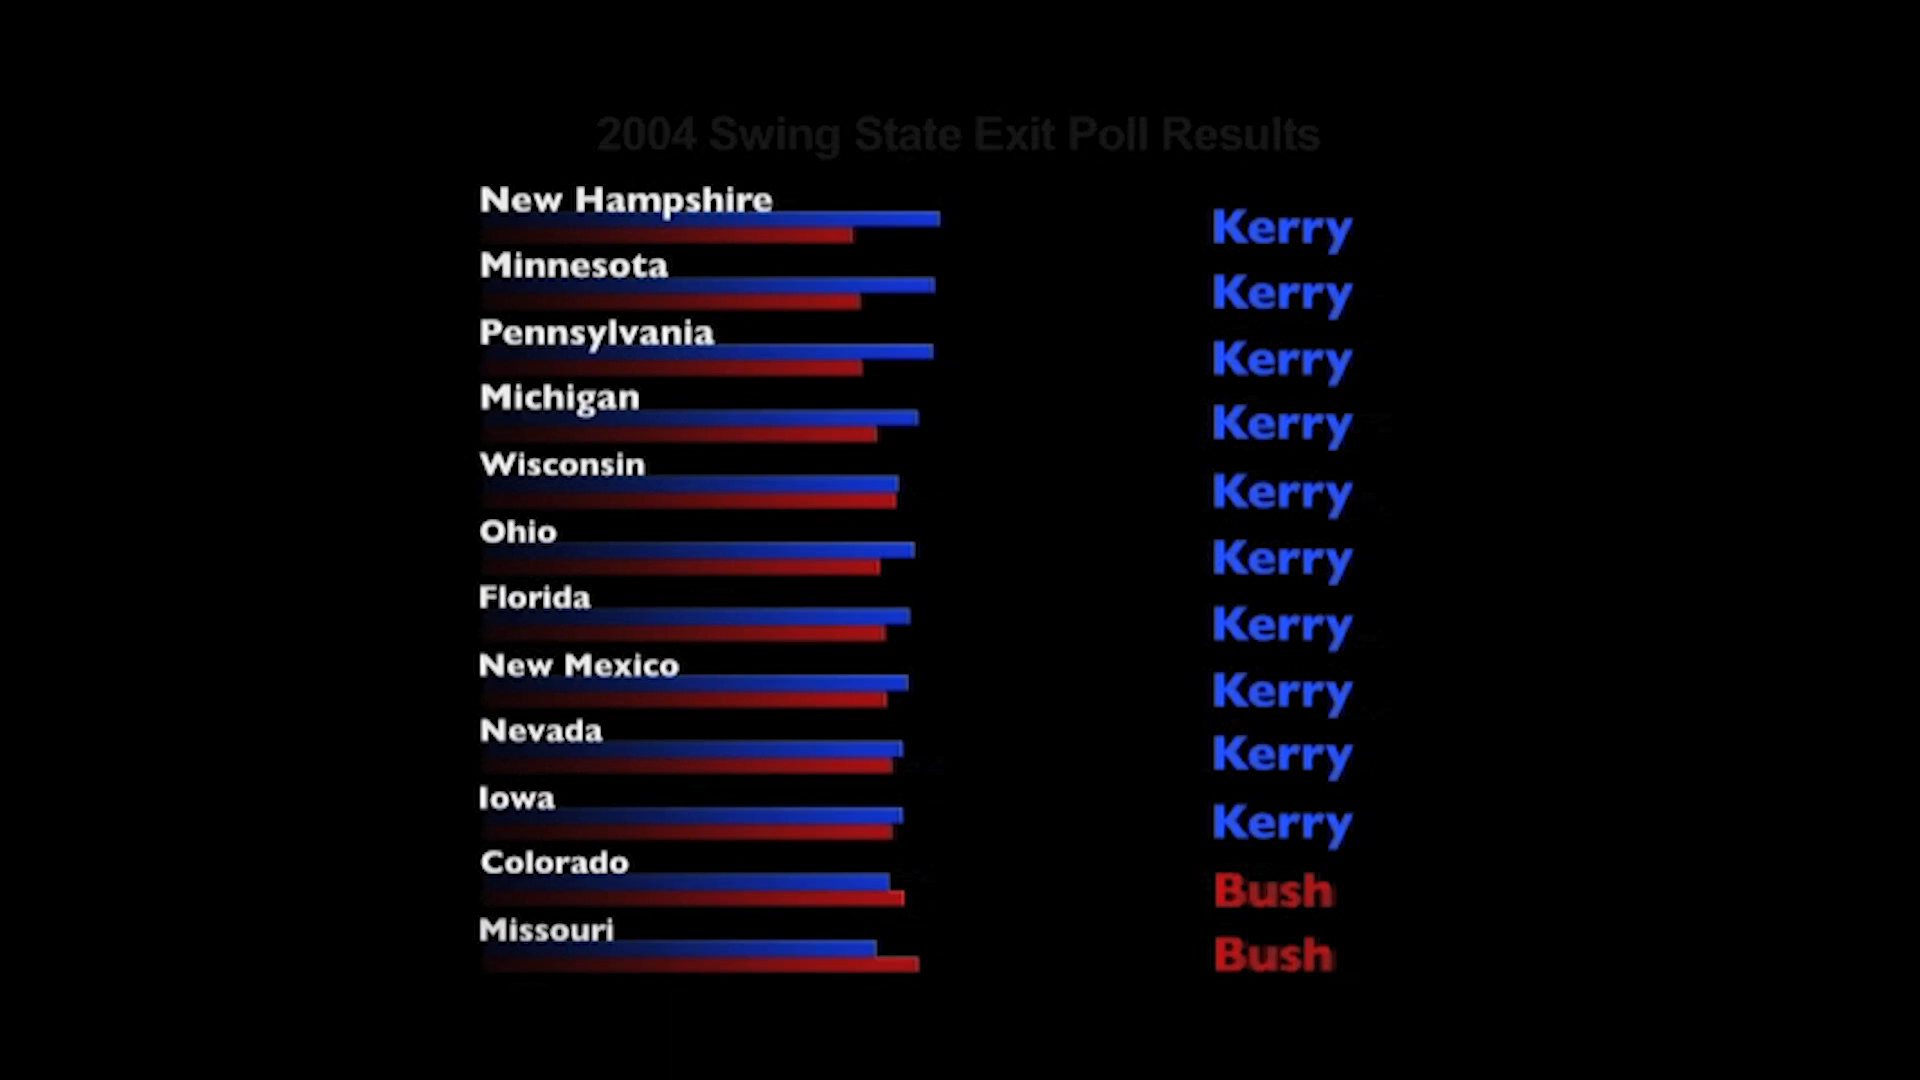 2004 Swing State Exit Poll Results
New Hampshire Kerry
Minnesota Kerry
Pennsylvania Kerry
Michigan Kerry
Wisconsin Kerry
Ohio Kerry
Florida Kerry
New Mexico Kerry
Nevada Kerry
Iowa Kerry
Colorado Bush
Missouri Bush